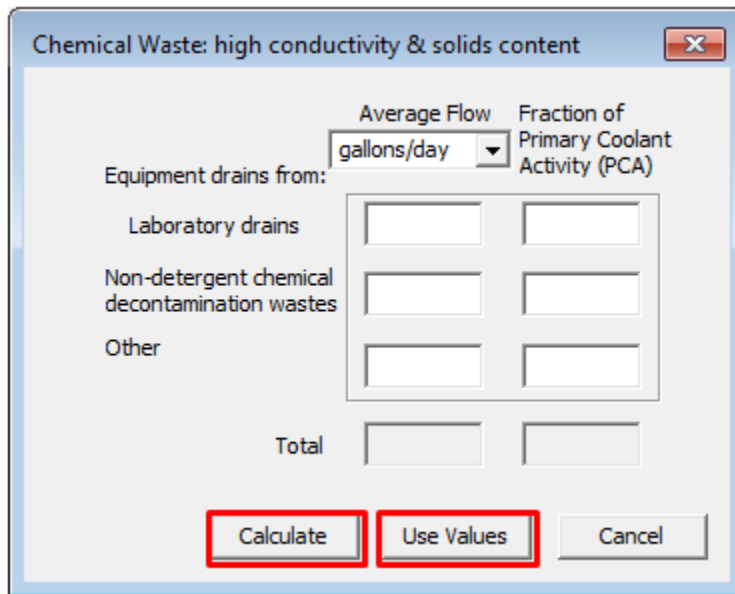 Chemical Waste: high conductivity & solids content
Average Flow
Fraction of
Primary Coolant
Activity (PCA)
gallons/day
Equipment drains from:
Laboratory drains
Non-detergent chemical
decontamination wastes
Other
Total
Calculate
Use Values
Cancel